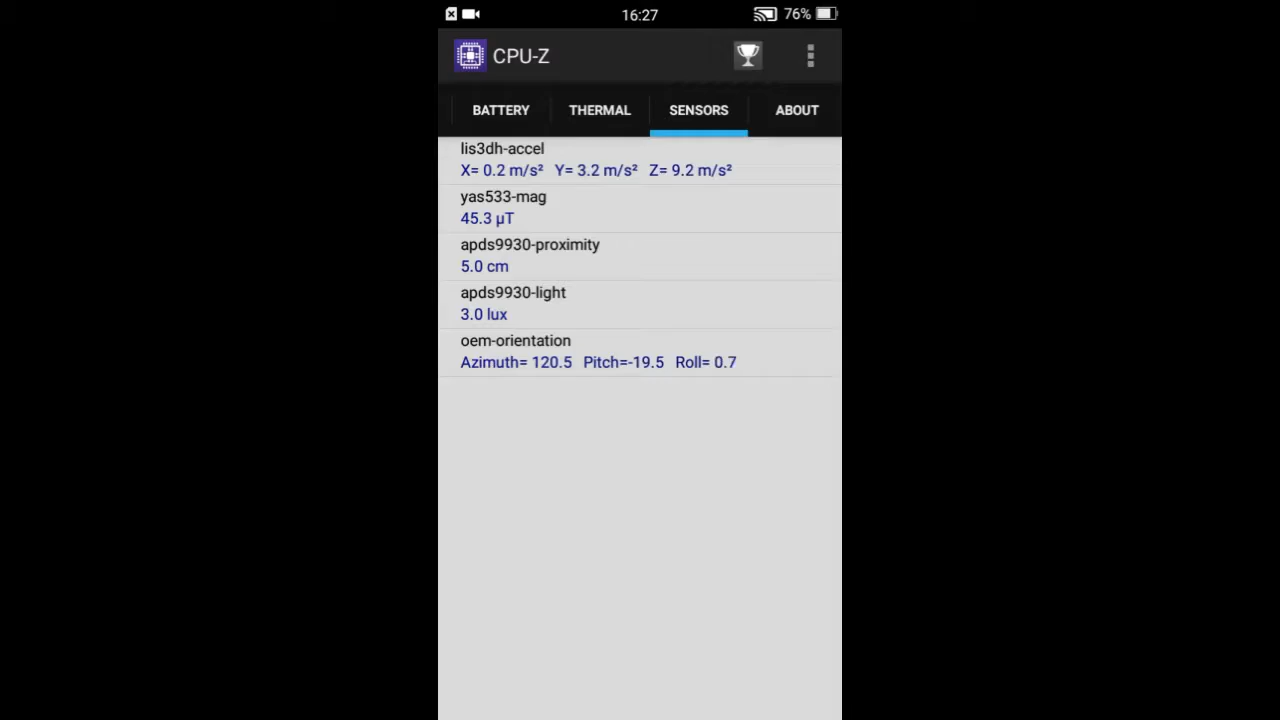 16:27
76%
CPU-Z
BATTERY THERMAL SENSORS ABOUT
lis3dh-accel
X= 0.2 m/s² Y= 3.2 m/s² Z= 9.2 m/s²
yas533-mag
45.3 μT
apds9930-proximity
5.0 cm
apds9930-light
3.0 lux
oem-orientation
Azimuth= 120.5 Pitch=-19.5 Roll= 0.7